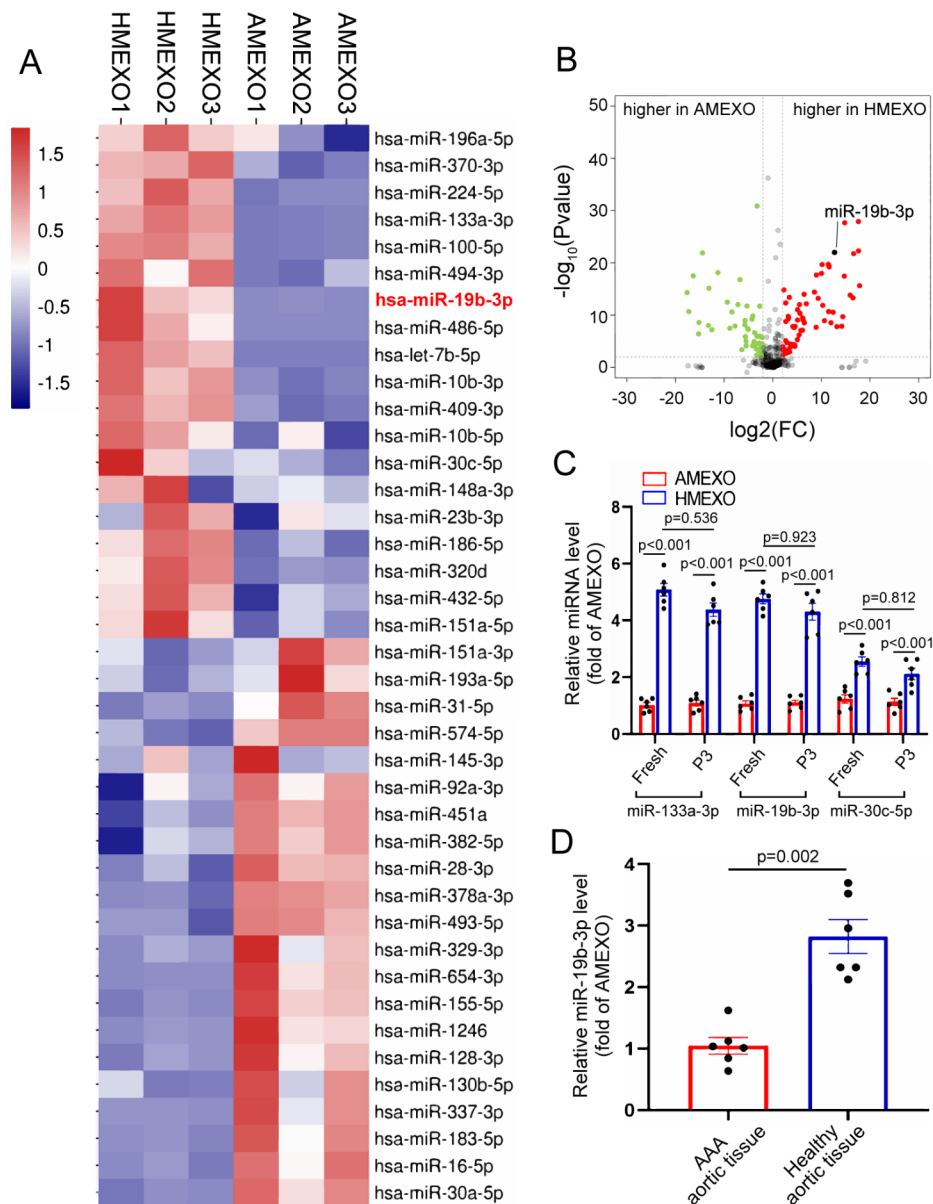 A
HMEXO1
HMEXO2
HMEXO3
AMEXO1
AMEXO2
AMEXO3
1.5
1
0.5
0
-0.5
-1
-1.5
hsa-miR-196a-5p
hsa-miR-370-3p
hsa-miR-224-5p
hsa-miR-133a-3p
hsa-miR-100-5p
hsa-miR-494-3p
hsa-miR-19b-3p
hsa-miR-486-5p
hsa-let-7b-5p
hsa-miR-10b-3p
hsa-miR-409-3p
hsa-miR-10b-5p
hsa-miR-30c-5p
hsa-miR-148a-3p
hsa-miR-23b-3p
hsa-miR-186-5p
hsa-miR-320d
hsa-miR-432-5p
hsa-miR-151a-5p
hsa-miR-151a-3p
hsa-miR-193a-5p
hsa-miR-31-5p
hsa-miR-574-5p
hsa-miR-145-3p
hsa-miR-92a-3p
hsa-miR-451a
hsa-miR-382-5p
hsa-miR-28-3p
hsa-miR-378a-3p
hsa-miR-493-5p
hsa-miR-329-3p
hsa-miR-654-3p
hsa-miR-155-5p
hsa-miR-1246
hsa-miR-128-3p
hsa-miR-130b-5p
hsa-miR-337-3p
hsa-miR-183-5p
hsa-miR-16-5p
hsa-miR-30a-5p
B
higher in AMEXO
higher in HMEXO
miR-19b-3p
-log10(Pvalue)
50
40
30
20
10
0
-30 -20 -10 0 10 20 30
log2(FC)
C
AMEXO
HMEXO
Relative miRNA level
(fold of AMEXO)
8
6
4
2
0
p=0.536
p<0.001
p<0.001
p=0.923
p<0.001
p<0.001
p=0.812
p<0.001
p<0.001
Fresh P3 Fresh P3 Fresh P3
miR-133a-3p miR-19b-3p miR-30c-5p
D
Relative miR-19b-3p level
(fold of AMEXO)
4
3
2
1
0
p=0.002
AAA
aortic tissue
Healthy
aortic tissue